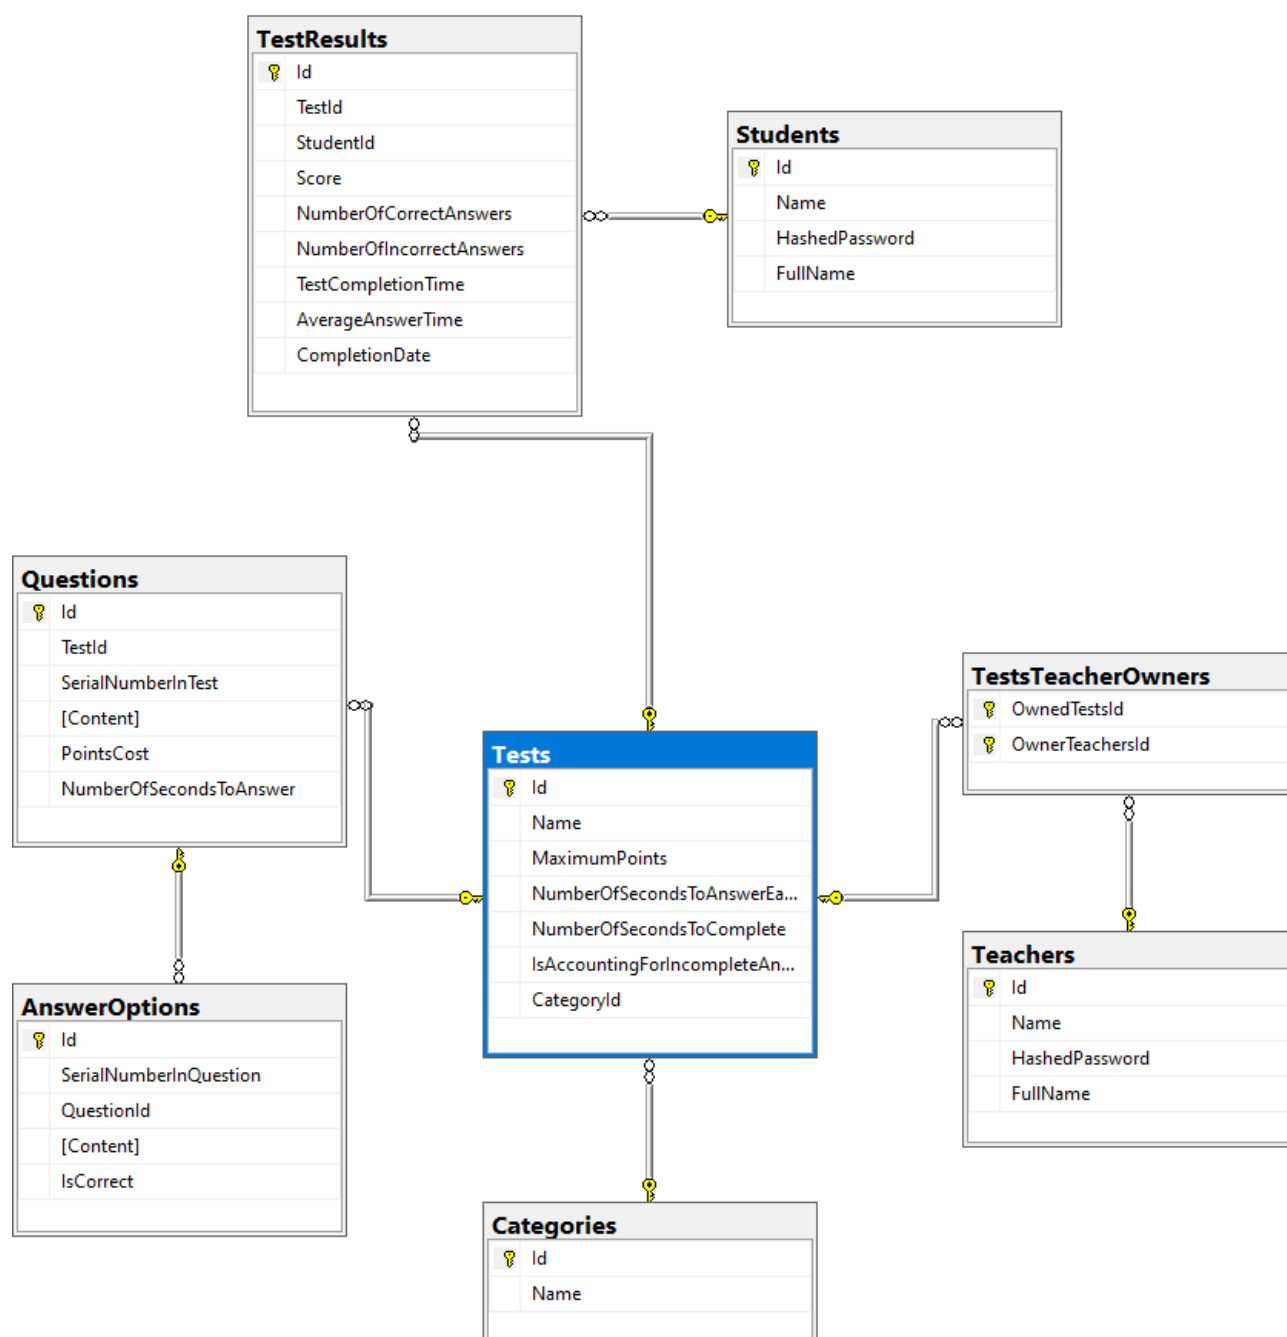 TestResults
Id
TestId
StudentId
Score
NumberOfCorrectAnswers
NumberOfIncorrectAnswers
TestCompletionTime
AverageAnswerTime
CompletionDate
Students
Id
Name
HashedPassword
FullName
Questions
Id
TestId
SerialNumberInTest
[Content]
PointsCost
NumberOfSecondsToAnswer
TestsTeacherOwners
OwnedTestsId
OwnerTeachersId
Tests
Id
Name
MaximumPoints
NumberOfSecondsToAnswerEa...
NumberOfSecondsToComplete
IsAccountingForIncompleteAn...
CategoryId
Teachers
Id
Name
HashedPassword
FullName
AnswerOptions
Id
SerialNumberInQuestion
QuestionId
[Content]
IsCorrect
Categories
Id
Name